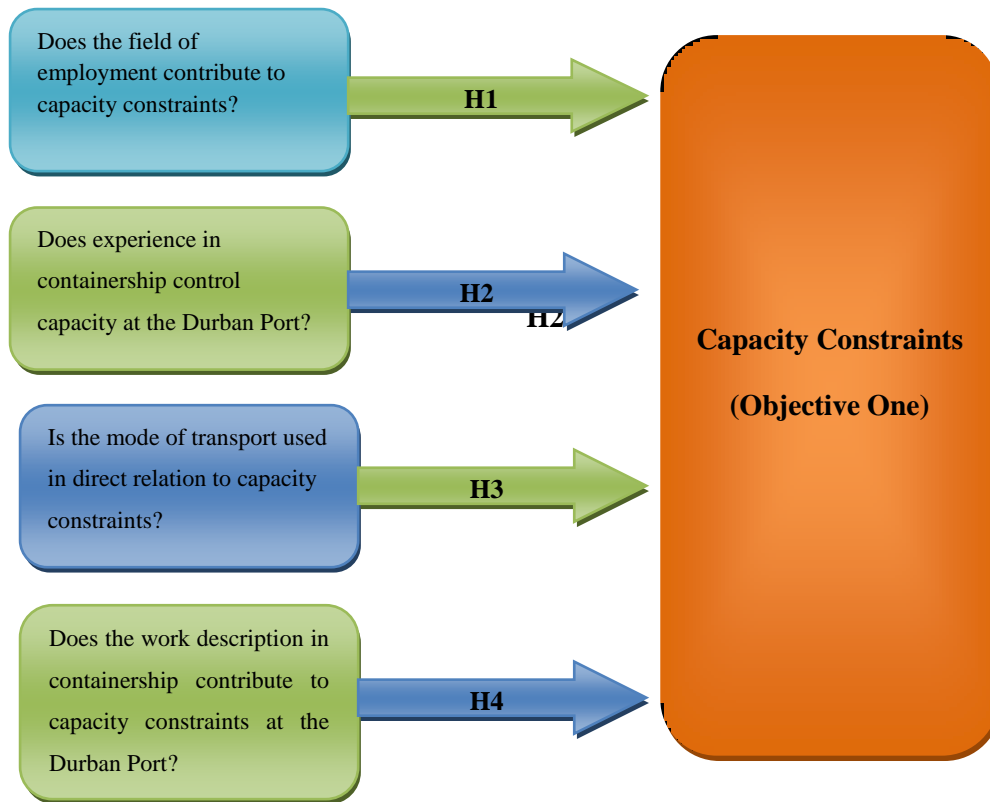 Does the field of
employment contribute to
capacity constraints?
H1
Does experience in
containership control
capacity at the Durban Port?
H2
H2
Capacity Constraints
(Objective One)
Is the mode of transport used
in direct relation to capacity
constraints?
H3
Does the work description in
containership contribute to
capacity constraints at the
Durban Port?
H4